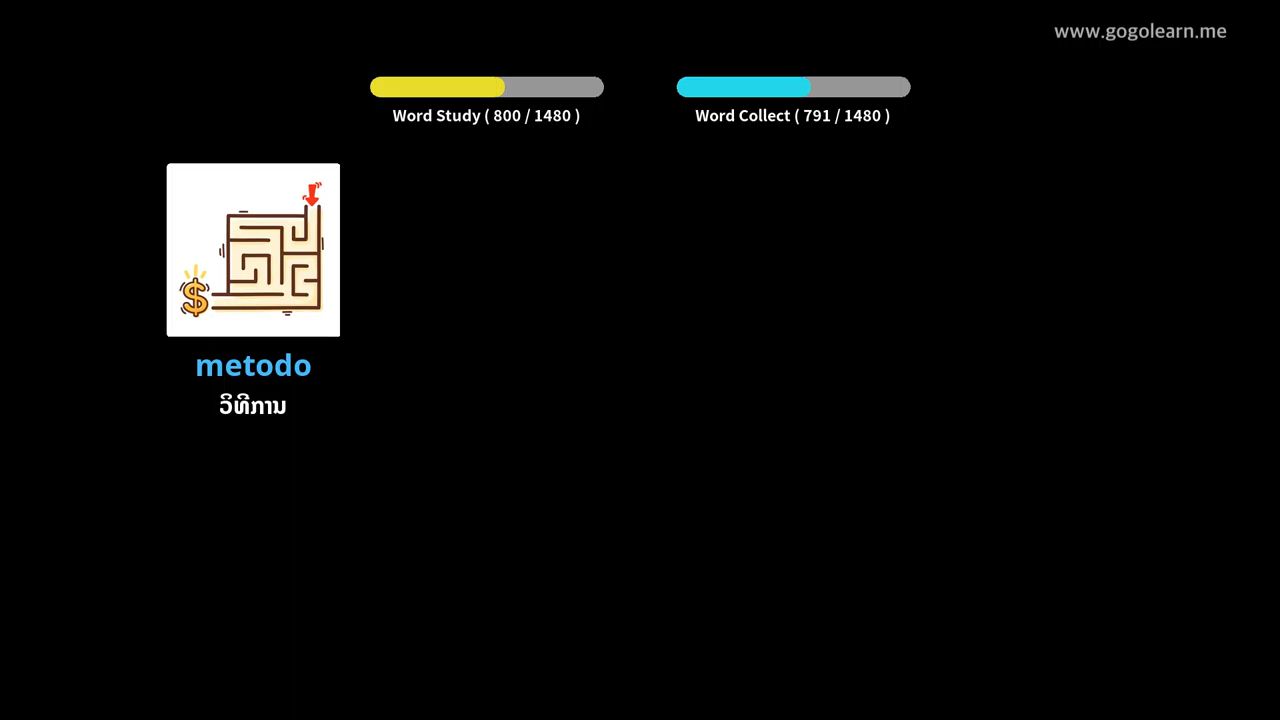 www.gogolearn.me
Word Study ( 800 / 1480 )
Word Collect ( 791 / 1480 )
$
metodo
ວິທີການ